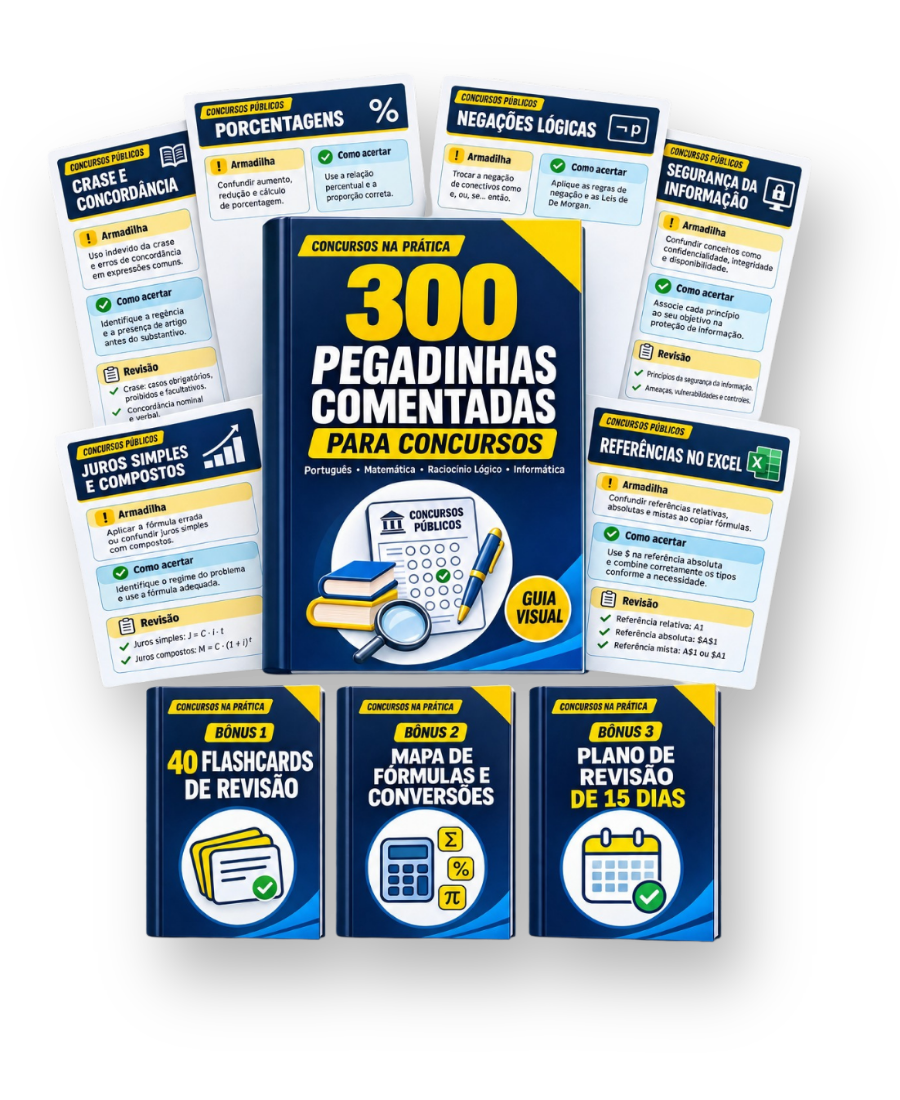 CONCURSOS PÚBLICOS
CRASE E
CONCORDÂNCIA
! Armadilha
Uso indevido da crase
e erros de concordância
em expressões comuns.
Como acertar
Identifique a regência
e a presença de artigo
antes do substantivo.
Revisão
Crase: casos obrigatórios,
proibidos e facultativos.
Concordância nominal
e verbal.
CONCURSOS PÚBLICOS
PORCENTAGENS
%
! Armadilha
Confundir aumento,
redução e cálculo
de porcentagem.
Como acertar
Use a relação
percentual e a
proporção correta.
CONCURSOS PÚBLICOS
NEGAÇÕES LÓGICAS
¬ p
! Armadilha
Trocar a negação
de conectivos como
e, ou, se... então.
Como acertar
Aplique as regras de
negação e as Leis de
De Morgan.
CONCURSOS PÚBLICOS
SEGURANÇA DA
INFORMAÇÃO
! Armadilha
Confundir conceitos como
confidencialidade, integridade
e disponibilidade.
Como acertar
Associe cada princípio
ao seu objetivo na
proteção de informação.
Revisão
Princípios da segurança da informação.
Ameaças, vulnerabilidades e controles.
CONCURSOS NA PRÁTICA
300
PEGADINHAS
COMENTADAS
PARA CONCURSOS
Português • Matemática • Raciocínio Lógico • Informática
CONCURSOS
PÚBLICOS
GUIA
VISUAL
CONCURSOS PÚBLICOS
JUROS SIMPLES
E COMPOSTOS
! Armadilha
Aplicar a fórmula errada
ou confundir juros simples
com compostos.
Como acertar
Identifique o regime do problema
e use a fórmula adequada.
Revisão
Juros simples: J = C · i · t
Juros compostos: M = C · (1 + i)^t
CONCURSOS PÚBLICOS
REFERÊNCIAS NO EXCEL
X
! Armadilha
Confundir referências relativas,
absolutas e mistas ao copiar fórmulas.
Como acertar
Use $ na referência absoluta
e combine corretamente os tipos
conforme a necessidade.
Revisão
Referência relativa: A1
Referência absoluta: $A$1
Referência mista: A$1 ou $A1
CONCURSOS NA PRÁTICA
BÔNUS 1
40 FLASHCARDS
DE REVISÃO
CONCURSOS NA PRÁTICA
BÔNUS 2
MAPA DE
FÓRMULAS E
CONVERSÕES
Σ
%
π
CONCURSOS NA PRÁTICA
BÔNUS 3
PLANO DE
REVISÃO
DE 15 DIAS